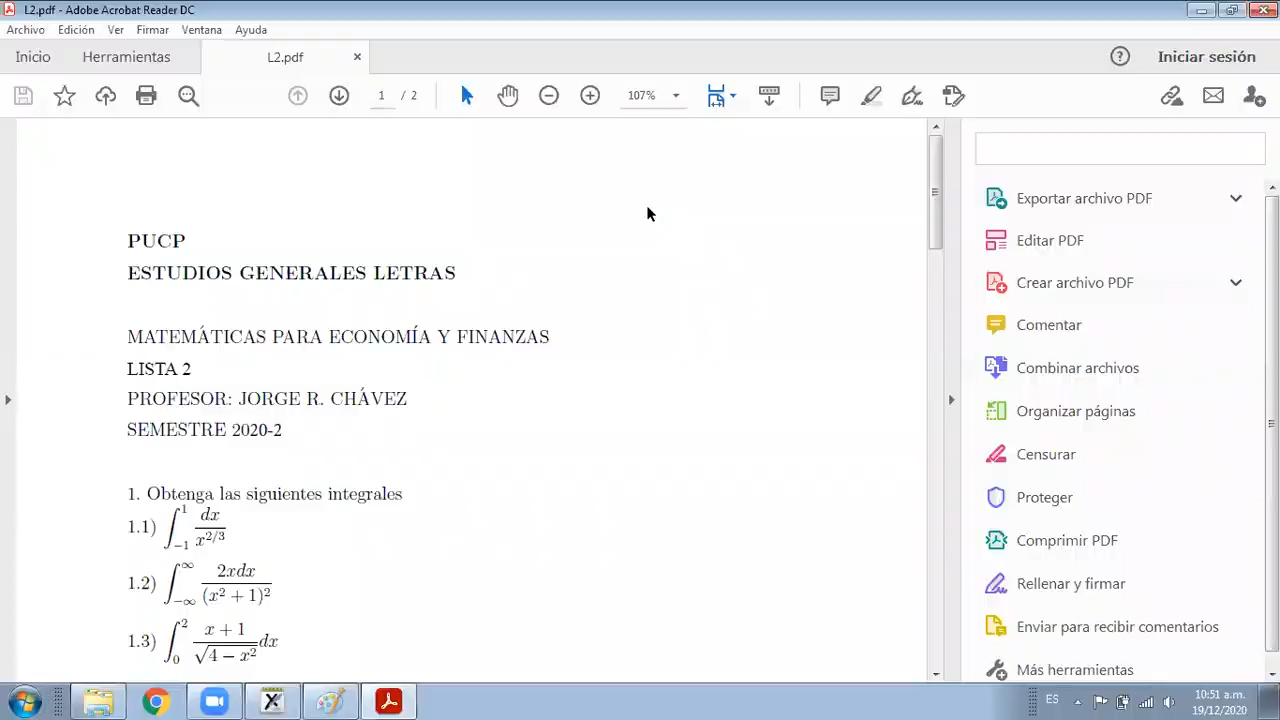 L2.pdf - Adobe Acrobat Reader DC
Archivo Edición Ver Firmar Ventana Ayuda
Inicio Herramientas L2.pdf × Iniciar sesión
1 / 2 107%
PUCP
ESTUDIOS GENERALES LETRAS
MATEMÁTICAS PARA ECONOMÍA Y FINANZAS
LISTA 2
PROFESOR: JORGE R. CHÁVEZ
SEMESTRE 2020-2
1. Obtenga las siguientes integrales
1.1) ∫_{-1}^{1} dx / x^{2/3}
1.2) ∫_{-∞}^{∞} 2xdx / (x² + 1)²
1.3) ∫_{0}^{2} (x + 1) / √(4 − x²) dx
Exportar archivo PDF
Editar PDF
Crear archivo PDF
Comentar
Combinar archivos
Organizar páginas
Censurar
Proteger
Comprimir PDF
Rellenar y firmar
Enviar para recibir comentarios
Más herramientas
ES
10:51 a.m.
19/12/2020